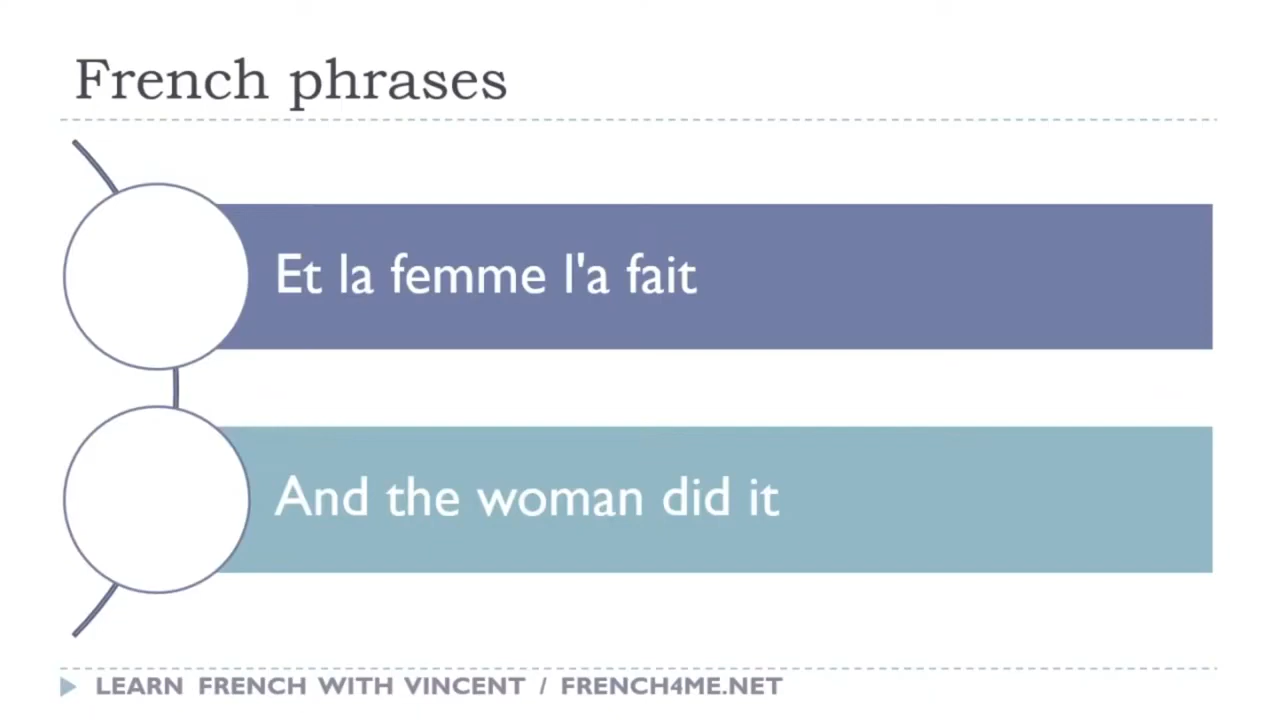 French phrases
Et la femme l'a fait
And the woman did it
LEARN FRENCH WITH VINCENT / FRENCH4ME.NET